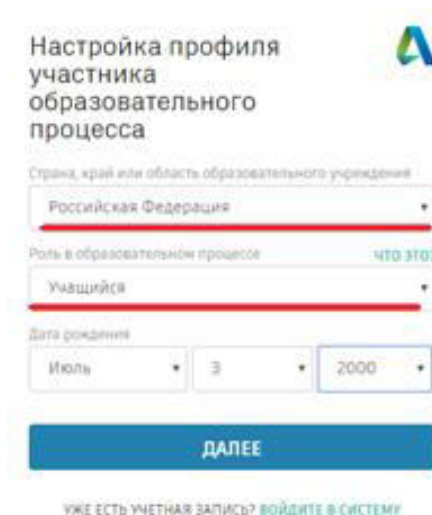 Настройка профиля
участника
образовательного
процесса
Страна, край или область образовательного учреждения
Российская Федерация
Роль в образовательном процессе ЧТО ЭТО?
Учащийся
Дата рождения
Июль 3 2000
ДАЛЕЕ
УЖЕ ЕСТЬ УЧЕТНАЯ ЗАПИСЬ? ВОЙДИТЕ В СИСТЕМУ